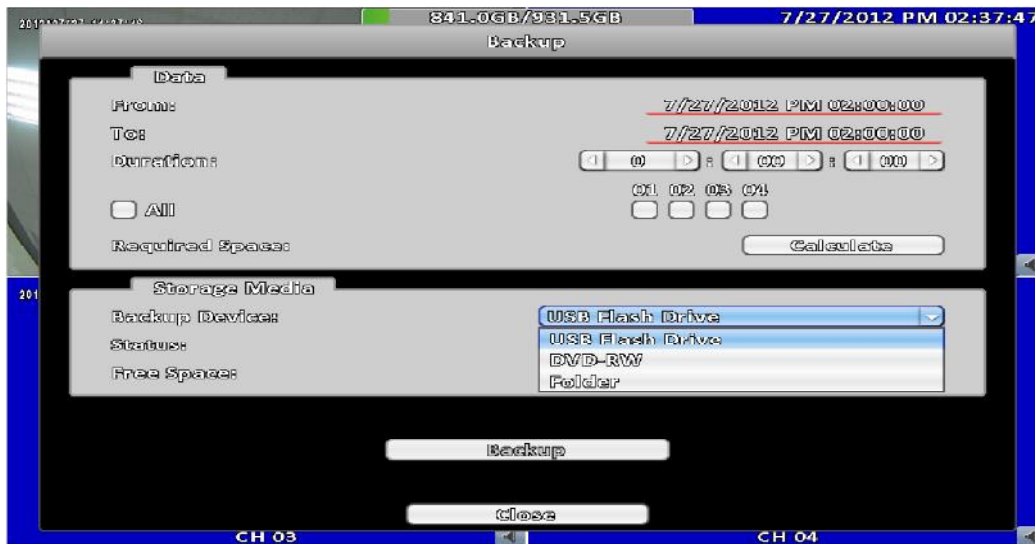 841.0GB/931.5GB 7/27/2012 PM 02:37:47
Backup
Data
From: 7/27/2012 PM 02:00:00
To: 7/27/2012 PM 02:00:00
Duration: 0 : 00 : 00
01 02 03 04
All
Required Space: Calculate
201
Storage Media
Backup Device: USB Flash Drive
Status: USB Flash Drive
DVD-RW
Free Space: Folder
Backup
Close
CH 03 CH 04